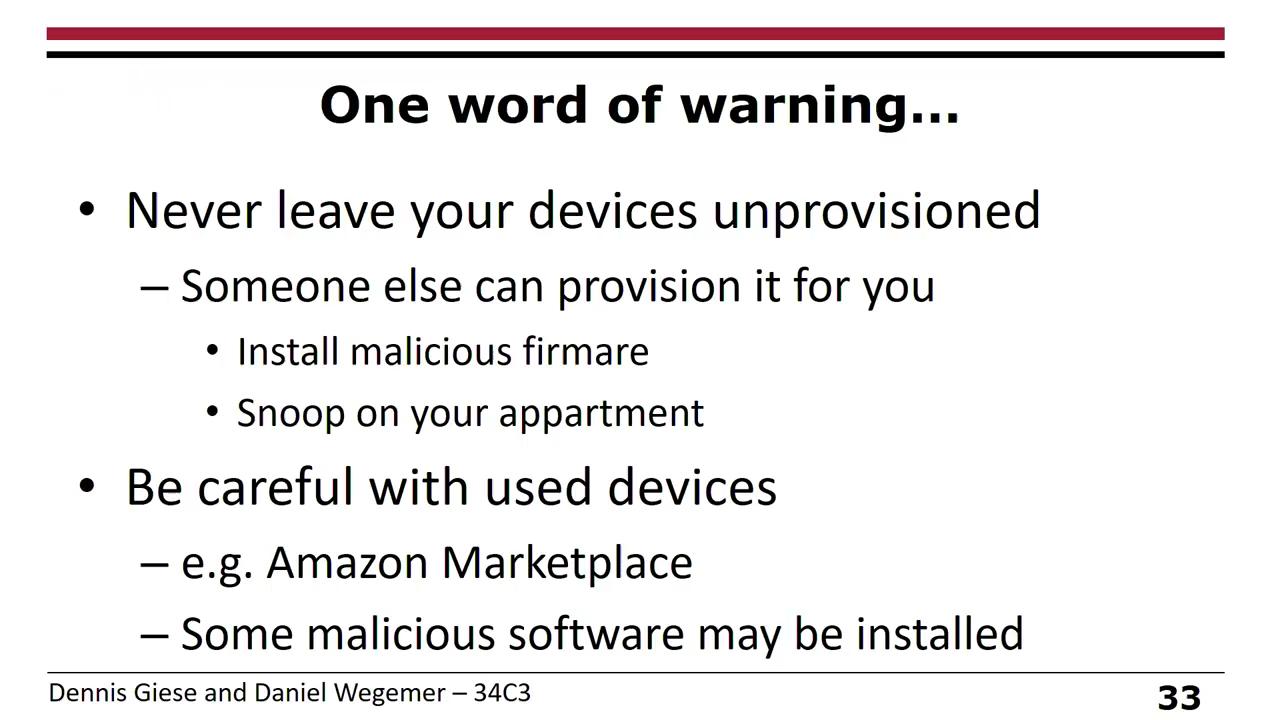 One word of warning...
• Never leave your devices unprovisioned
– Someone else can provision it for you
• Install malicious firmare
• Snoop on your appartment
• Be careful with used devices
– e.g. Amazon Marketplace
– Some malicious software may be installed
Dennis Giese and Daniel Wegemer – 34C3
33